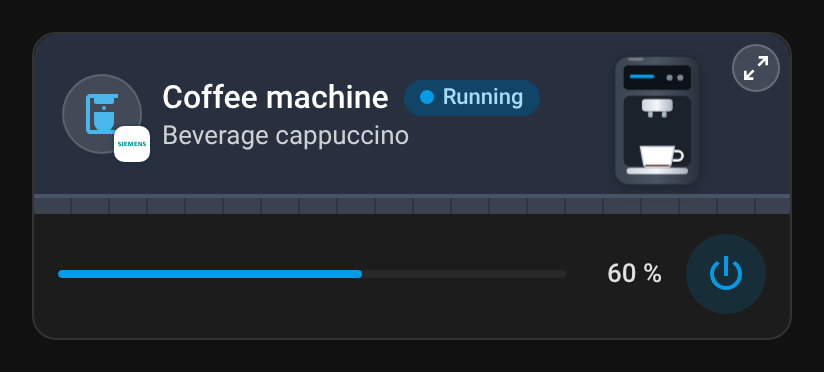 Coffee machine
Running
SIEMENS
Beverage cappuccino
60 %